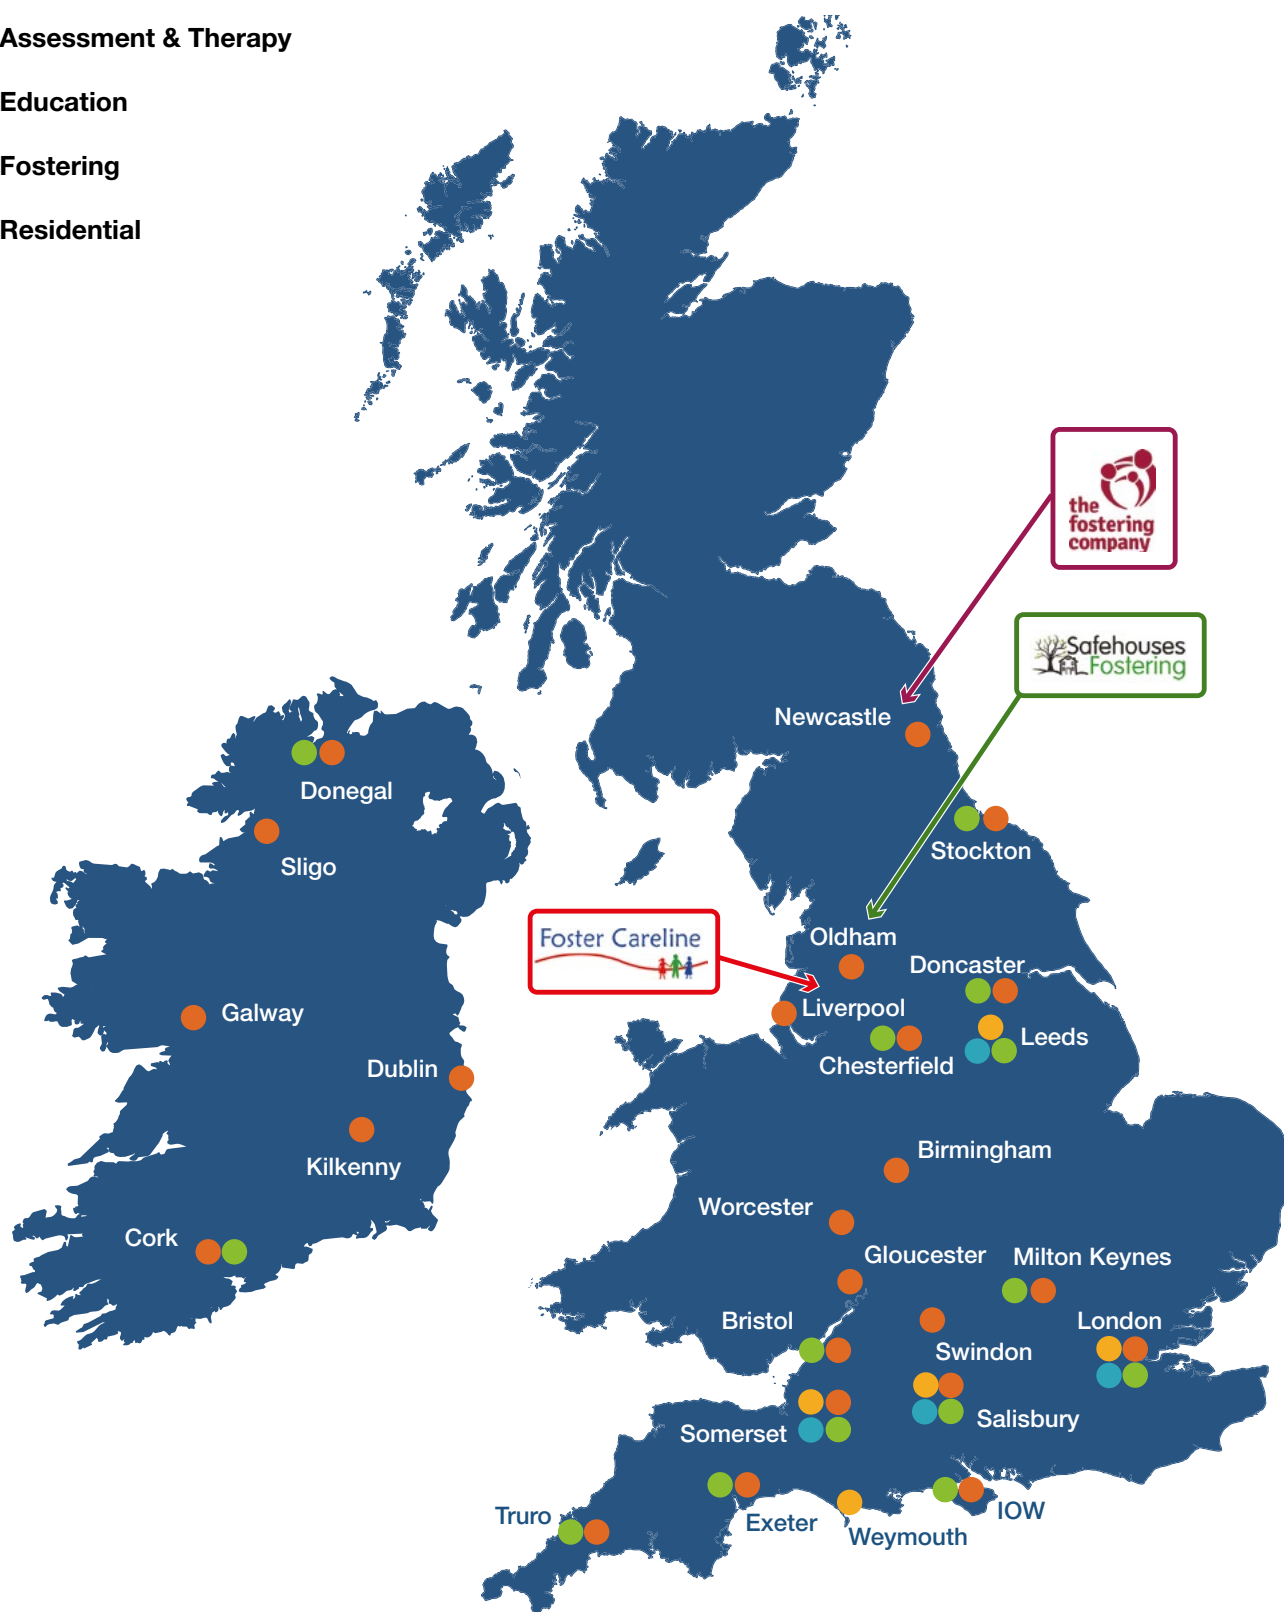 Assessment & Therapy
Education
Fostering
Residential
the
fostering
company
Safehouses
Fostering
Newcastle
Donegal
Stockton
Sligo
Foster Careline
Oldham
Doncaster
Liverpool
Galway
Leeds
Chesterfield
Dublin
Birmingham
Kilkenny
Worcester
Cork
Gloucester
Milton Keynes
Bristol
London
Swindon
Salisbury
Somerset
IOW
Truro
Exeter
Weymouth